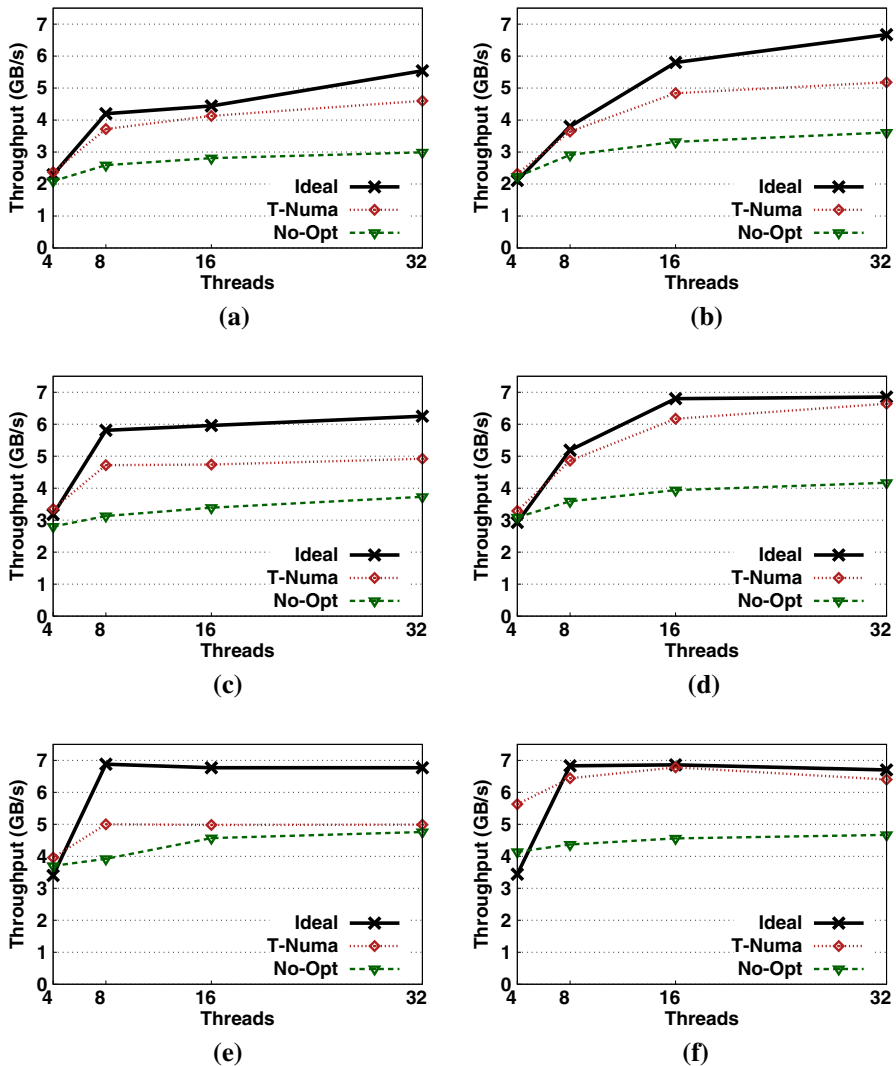 7
6
5
4
3
2
1
0
Throughput (GB/s)
Ideal
T-Numa
No-Opt
4 8 16 32
Threads
(a)
7
6
5
4
3
2
1
0
Throughput (GB/s)
Ideal
T-Numa
No-Opt
4 8 16 32
Threads
(b)
7
6
5
4
3
2
1
0
Throughput (GB/s)
Ideal
T-Numa
No-Opt
4 8 16 32
Threads
(c)
7
6
5
4
3
2
1
0
Throughput (GB/s)
Ideal
T-Numa
No-Opt
4 8 16 32
Threads
(d)
7
6
5
4
3
2
1
0
Throughput (GB/s)
Ideal
T-Numa
No-Opt
4 8 16 32
Threads
(e)
7
6
5
4
3
2
1
0
Throughput (GB/s)
Ideal
T-Numa
No-Opt
4 8 16 32
Threads
(f)